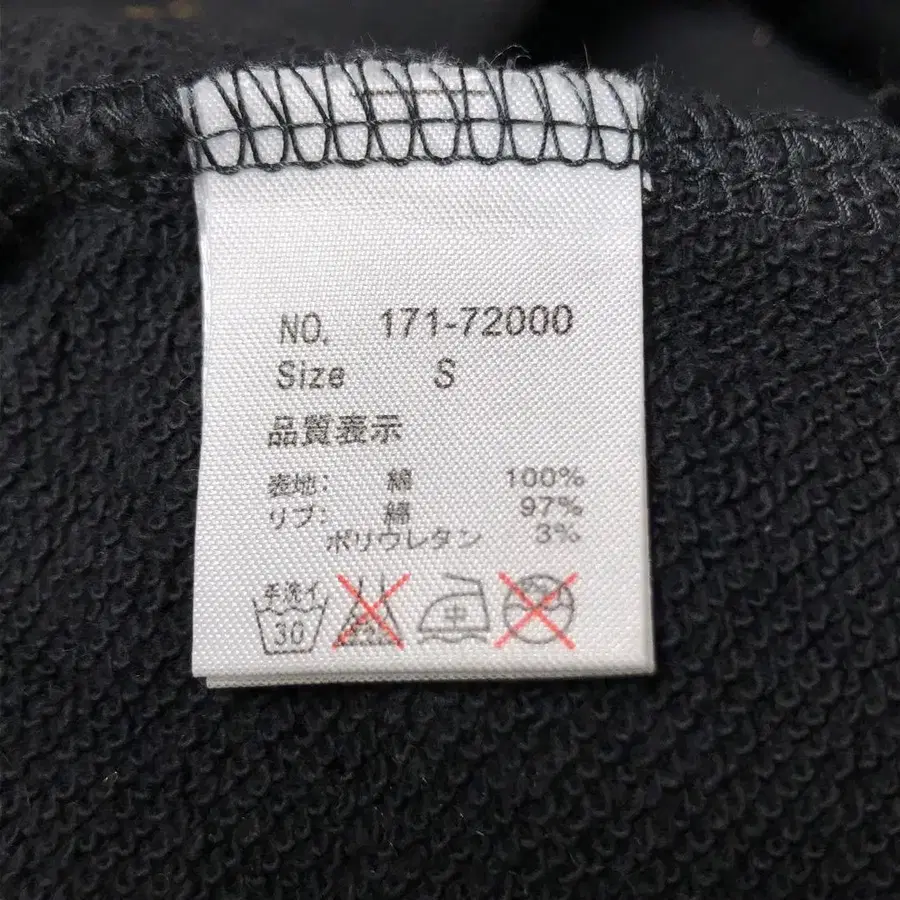 NO. 171-72000
Size S
品質表示
表地: 綿 100%
リブ: 綿 97%
ポリウレタン 3%
手洗イ 30 中